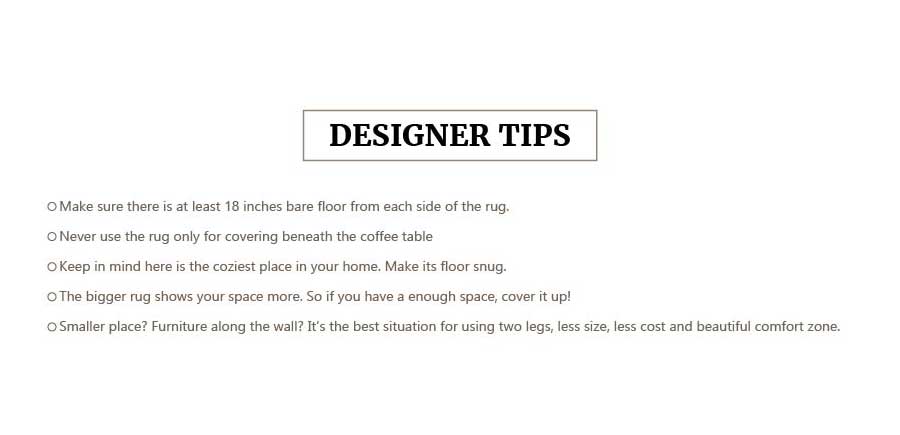 DESIGNER TIPS
Make sure there is at least 18 inches bare floor from each side of the rug.
Never use the rug only for covering beneath the coffee table
Keep in mind here is the coziest place in your home. Make its floor snug.
The bigger rug shows your space more. So if you have a enough space, cover it up!
Smaller place? Furniture along the wall? It's the best situation for using two legs, less size, less cost and beautiful comfort zone.